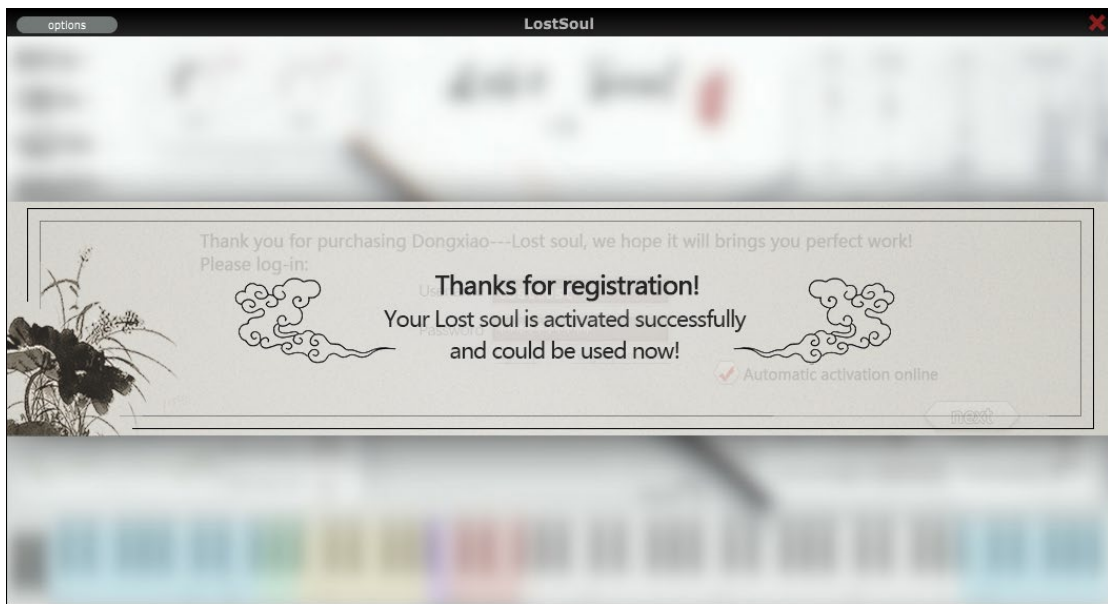 options
LostSoul
Thank you for purchasing Dongxiao---Lost soul, we hope it will brings you perfect work!
Please log-in:
Thanks for registration!
Your Lost soul is activated successfully
Password
and could be used now!
Automatic activation online
next